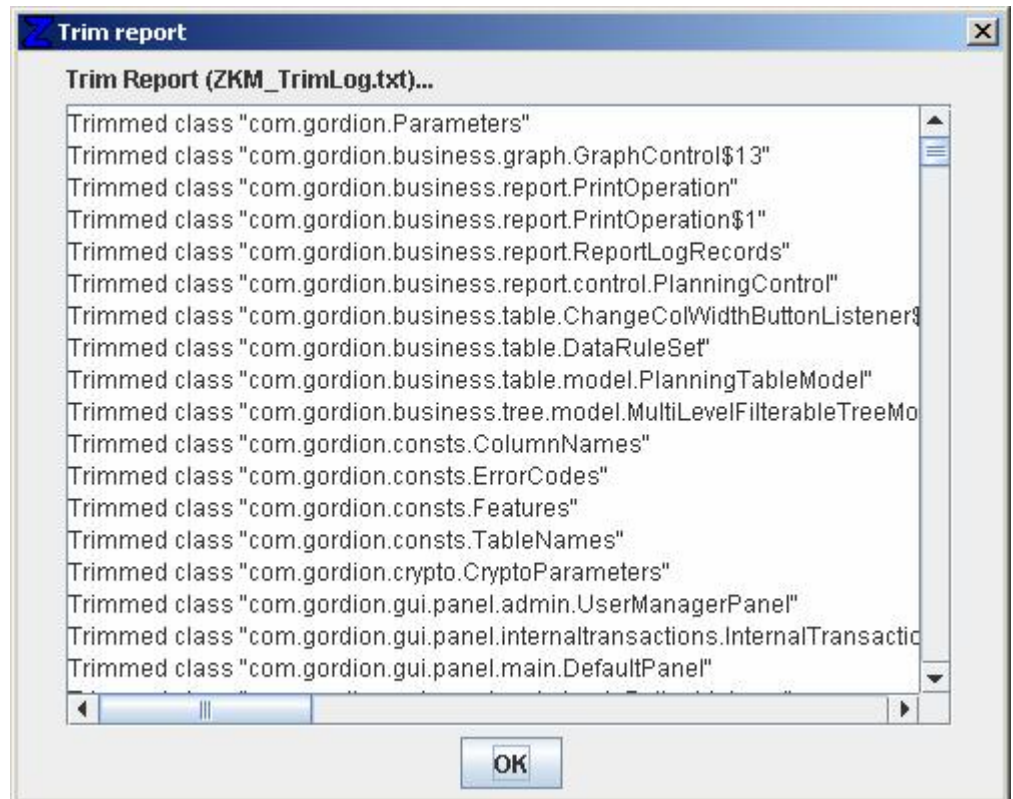 Trim report
Trim Report (ZKM_TrimLog.txt)...
Trimmed class "com.gordion.Parameters"
Trimmed class "com.gordion.business.graph.GraphControl$13"
Trimmed class "com.gordion.business.report.PrintOperation"
Trimmed class "com.gordion.business.report.PrintOperation$1"
Trimmed class "com.gordion.business.report.ReportLogRecords"
Trimmed class "com.gordion.business.report.control.PlanningControl"
Trimmed class "com.gordion.business.table.ChangeColWidthButtonListener$
Trimmed class "com.gordion.business.table.DataRuleSet"
Trimmed class "com.gordion.business.table.model.PlanningTableModel"
Trimmed class "com.gordion.business.tree.model.MultiLevelFilterableTreeMo
Trimmed class "com.gordion.consts.ColumnNames"
Trimmed class "com.gordion.consts.ErrorCodes"
Trimmed class "com.gordion.consts.Features"
Trimmed class "com.gordion.consts.TableNames"
Trimmed class "com.gordion.crypto.CryptoParameters"
Trimmed class "com.gordion.gui.panel.admin.UserManagerPanel"
Trimmed class "com.gordion.gui.panel.internaltransactions.InternalTransactio
Trimmed class "com.gordion.gui.panel.main.DefaultPanel"
OK